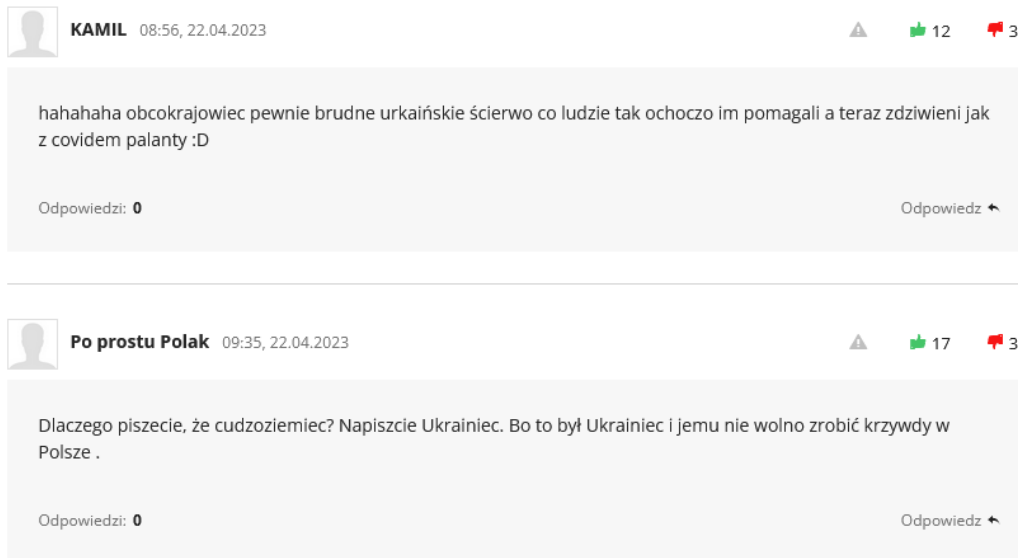 KAMIL 08:56, 22.04.2023 12 3
hahahaha obcokrajowiec pewnie brudne urkaińskie ścierwo co ludzie tak ochoczo im pomagali a teraz zdziwieni jak
z covidem palanty :D
Odpowiedzi: 0 Odpowiedz
Po prostu Polak 09:35, 22.04.2023 17 3
Dlaczego piszecie, że cudzoziemiec? Napiszcie Ukrainiec. Bo to był Ukrainiec i jemu nie wolno zrobić krzywdy w
Polsze .
Odpowiedzi: 0 Odpowiedz